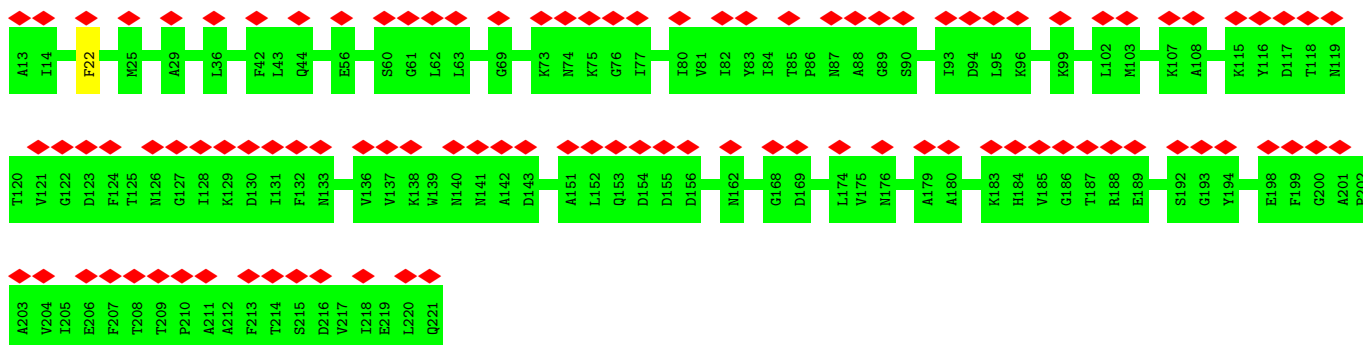 A13 I14 F22 M25 A29 L36 F42 L43 Q44 E56 S60 G61 L62 L63 G69 K73 N74 K75 G76 I77 I80 V81 I82 Y83 I84 T85 P86 N87 A88 G89 S90 I93 D94 L95 K96 K99 L102 M103 K107 A108 K115 Y116 D117 T118 N119
T120 V121 G122 D123 F124 T125 N126 G127 I128 K129 D130 I131 F132 N133 V136 V137 K138 W139 N140 N141 A142 D143 A151 L152 Q153 D154 D155 D156 N162 G168 D169 L174 V175 N176 A179 A180 K183 H184 V185 G186 T187 R188 E189 S192 G193 Y194 E198 F199 G200 A201 P202
A203 V204 I205 E206 F207 T208 T209 P210 A211 A212 F213 T214 S215 D216 V217 I218 E219 L220 Q221